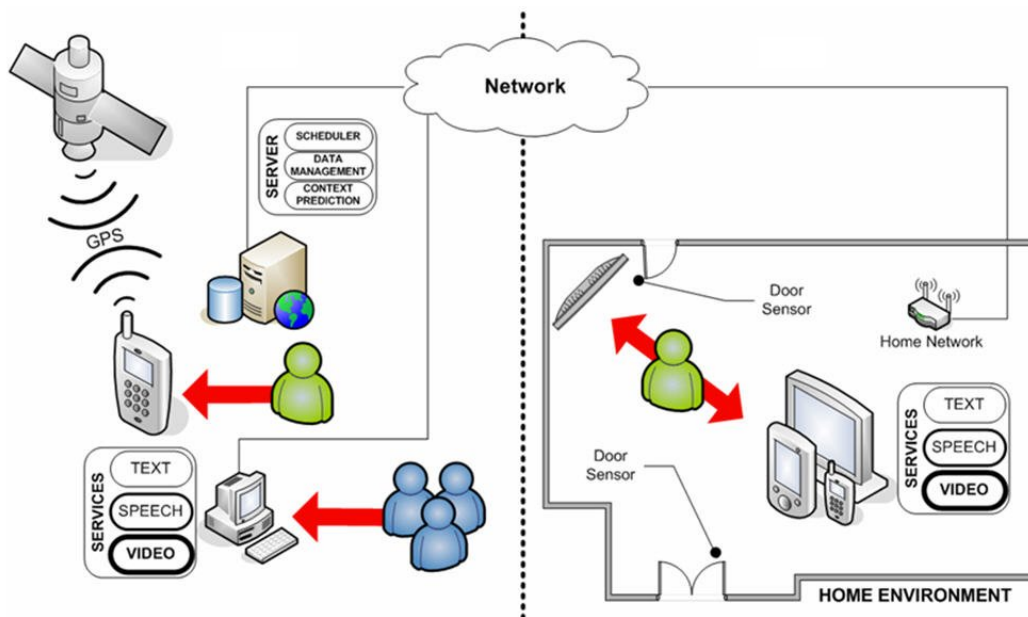 Network
SERVER
SCHEDULER
DATA
MANAGEMENT
CONTEXT
PREDICTION
GPS
SERVICES
TEXT
SPEECH
VIDEO
Door
Sensor
Home Network
Door
Sensor
SERVICES
TEXT
SPEECH
VIDEO
HOME ENVIRONMENT